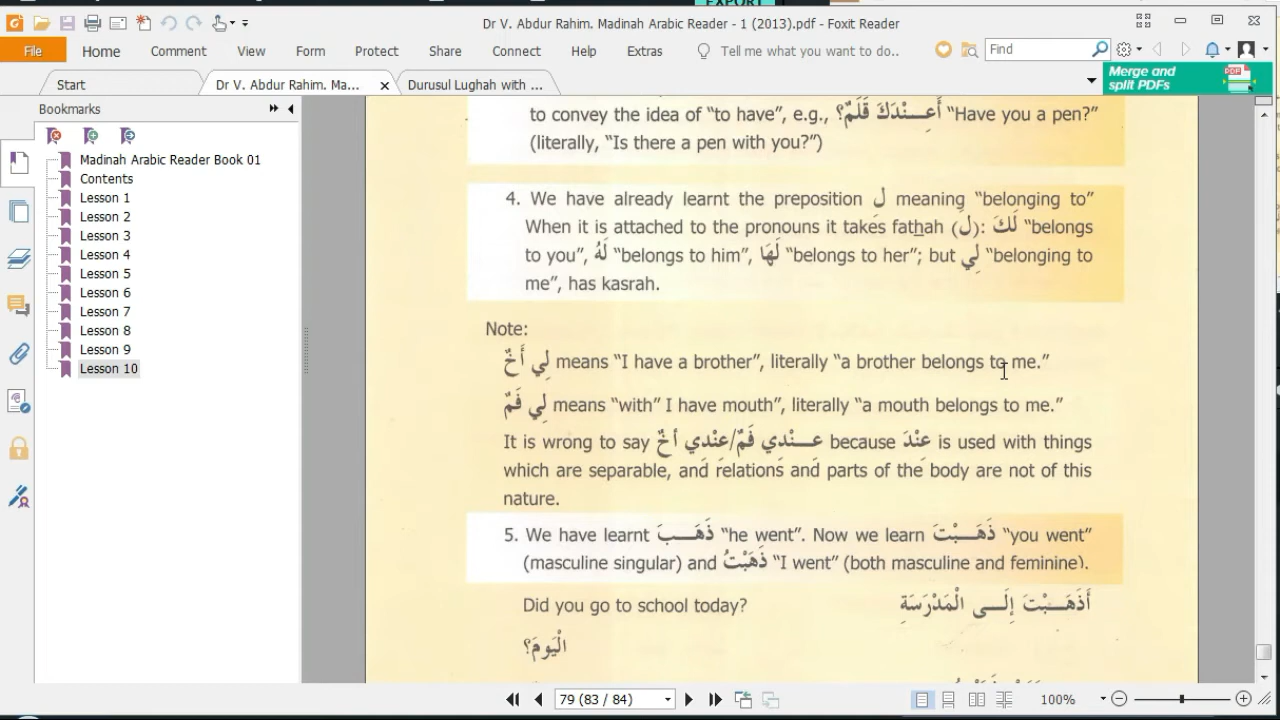 EXPORT
Dr V. Abdur Rahim. Madinah Arabic Reader - 1 (2013).pdf - Foxit Reader
File Home Comment View Form Protect Share Connect Help Extras Tell me what you want to do.. Find
Start Dr V. Abdur Rahim. Ma... Durusul Lughah with ... Merge and
split PDFs
Bookmarks
Madinah Arabic Reader Book 01
Contents
Lesson 1
Lesson 2
Lesson 3
Lesson 4
Lesson 5
Lesson 6
Lesson 7
Lesson 8
Lesson 9
Lesson 10
to convey the idea of “to have”, e.g., أَعِـنْدَكَ قَلَمٌ؟ “Have you a pen?”
(literally, “Is there a pen with you?”)
4. We have already learnt the preposition لِ meaning “belonging to”
When it is attached to the pronouns it takes fathah (لَ): لَكَ “belongs
to you”, لَهُ “belongs to him”, لَهَا “belongs to her”; but لِي “belonging to
me”, has kasrah.
Note:
لِي أَخٌ means “I have a brother”, literally “a brother belongs to me.”
لِي فَمٌ means “with” I have mouth”, literally “a mouth belongs to me.”
It is wrong to say عِـنْدِي فَمٌ/عِنْدِي أخٌ because عِنْدَ is used with things
which are separable, and relations and parts of the body are not of this
nature.
5. We have learnt ذَهَـبَ “he went”. Now we learn ذَهَـبْتَ “you went”
(masculine singular) and ذَهَبْتُ “I went” (both masculine and feminine).
Did you go to school today? أَذَهَـبْتَ إِلَـى الْمَدْرَسَةِ
الْيَومَ؟
79 (83 / 84) 100%